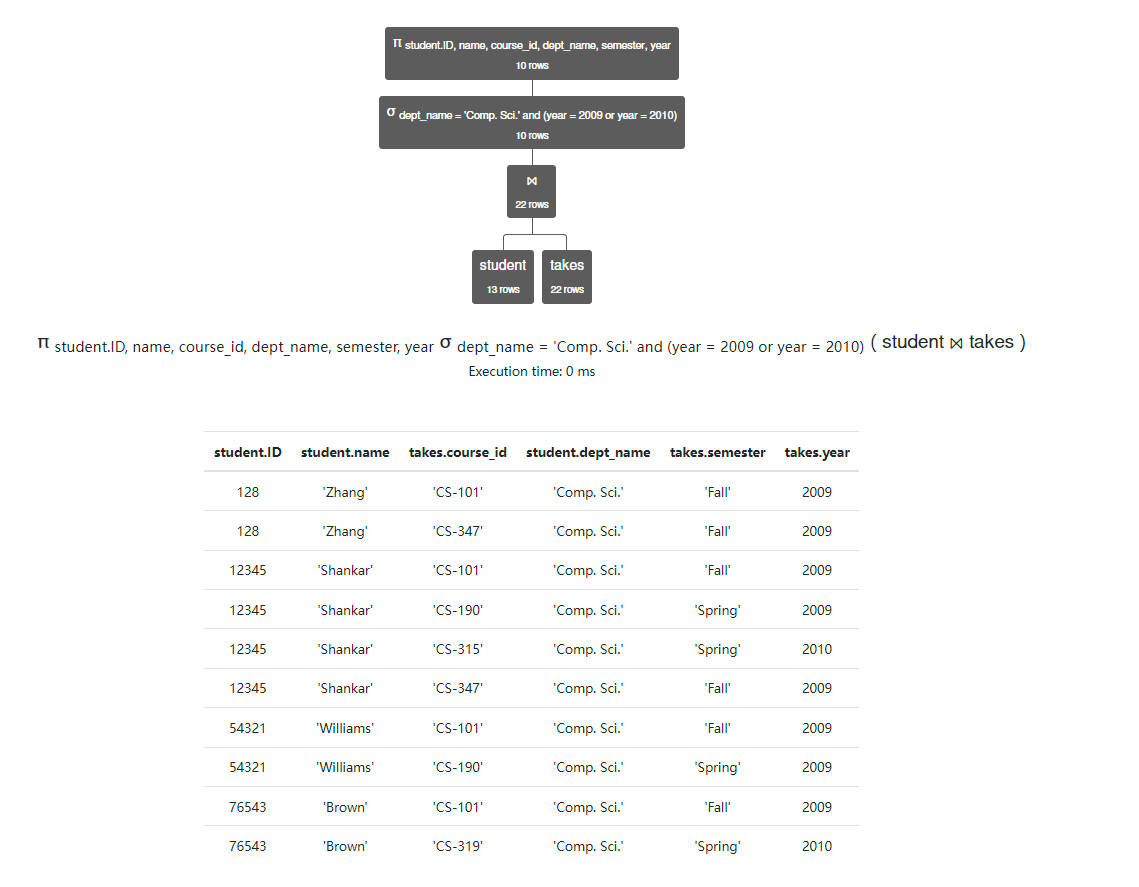 π student.ID, name, course_id, dept_name, semester, year
10 rows
σ dept_name = 'Comp. Sci.' and (year = 2009 or year = 2010)
10 rows
⋈
22 rows
student takes
13 rows 22 rows
π student.ID, name, course_id, dept_name, semester, year σ dept_name = 'Comp. Sci.' and (year = 2009 or year = 2010) ( student ⋈ takes )
Execution time: 0 ms
student.ID student.name takes.course_id student.dept_name takes.semester takes.year
128 'Zhang' 'CS-101' 'Comp. Sci.' 'Fall' 2009
128 'Zhang' 'CS-347' 'Comp. Sci.' 'Fall' 2009
12345 'Shankar' 'CS-101' 'Comp. Sci.' 'Fall' 2009
12345 'Shankar' 'CS-190' 'Comp. Sci.' 'Spring' 2009
12345 'Shankar' 'CS-315' 'Comp. Sci.' 'Spring' 2010
12345 'Shankar' 'CS-347' 'Comp. Sci.' 'Fall' 2009
54321 'Williams' 'CS-101' 'Comp. Sci.' 'Fall' 2009
54321 'Williams' 'CS-190' 'Comp. Sci.' 'Spring' 2009
76543 'Brown' 'CS-101' 'Comp. Sci.' 'Fall' 2009
76543 'Brown' 'CS-319' 'Comp. Sci.' 'Spring' 2010